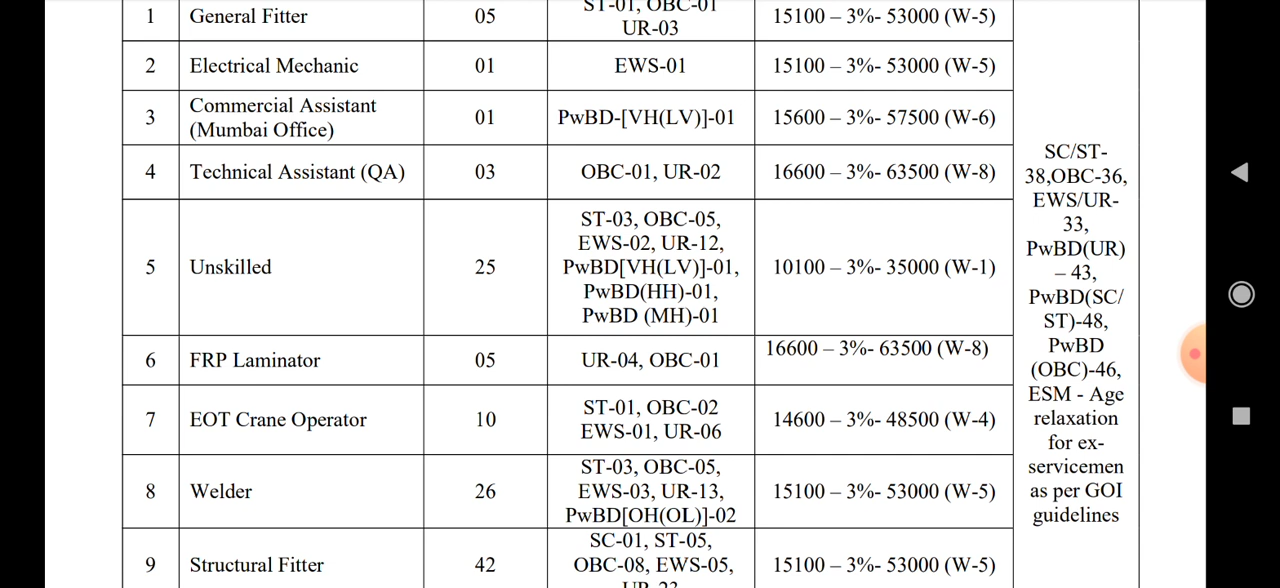 1 General Fitter 05 ST-01, OBC-01 15100 – 3%- 53000 (W-5)
UR-03
2 Electrical Mechanic 01 EWS-01 15100 – 3%- 53000 (W-5)
3 Commercial Assistant 01 PwBD-[VH(LV)]-01 15600 – 3%- 57500 (W-6)
(Mumbai Office)
4 Technical Assistant (QA) 03 OBC-01, UR-02 16600 – 3%- 63500 (W-8)
5 Unskilled 25 10100 – 3%- 35000 (W-1)
ST-03, OBC-05,
EWS-02, UR-12,
PwBD[VH(LV)]-01,
PwBD(HH)-01,
PwBD (MH)-01
6 FRP Laminator 05 UR-04, OBC-01 16600 – 3%- 63500 (W-8)
7 EOT Crane Operator 10 14600 – 3%- 48500 (W-4)
ST-01, OBC-02
EWS-01, UR-06
8 Welder 26 15100 – 3%- 53000 (W-5)
ST-03, OBC-05,
EWS-03, UR-13,
PwBD[OH(OL)]-02
9 Structural Fitter 42 15100 – 3%- 53000 (W-5)
SC-01, ST-05,
OBC-08, EWS-05,
UR-23
SC/ST-
38,OBC-36,
EWS/UR-
33,
PwBD(UR)
– 43,
PwBD(SC/
ST)-48,
PwBD
(OBC)-46,
ESM - Age
relaxation
for ex-
servicemen
as per GOI
guidelines